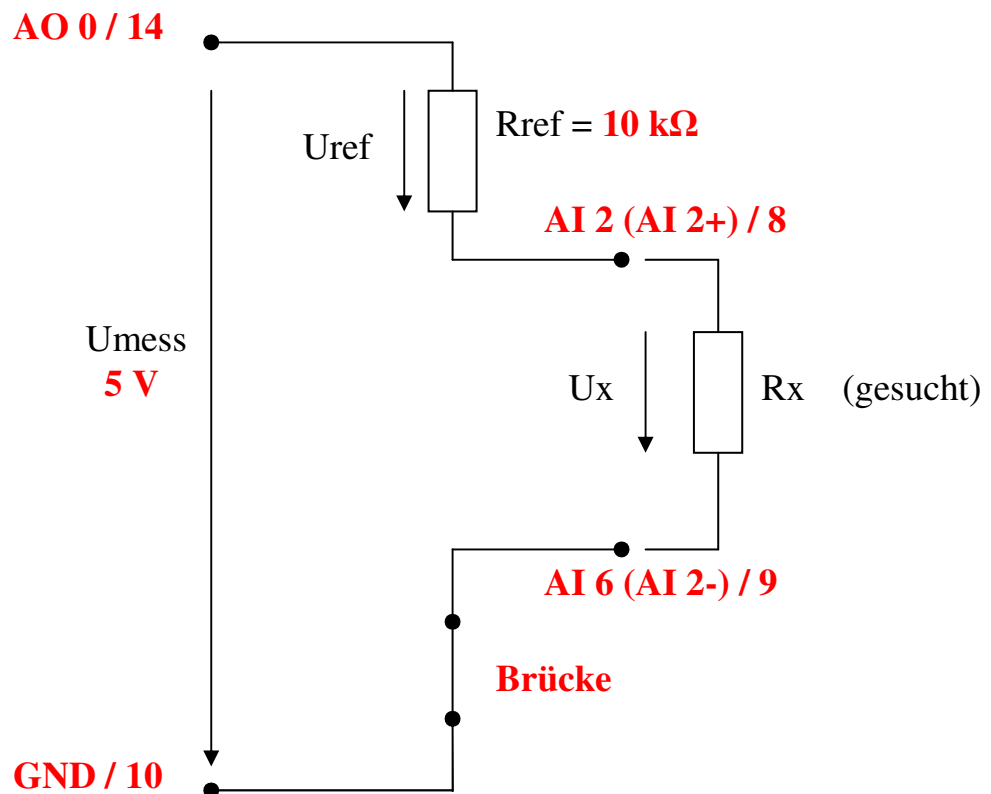 AO 0 / 14
Rref = 10 kΩ
Uref
AI 2 (AI 2+) / 8
Umess
5 V
Ux
Rx (gesucht)
AI 6 (AI 2-) / 9
Brücke
GND / 10